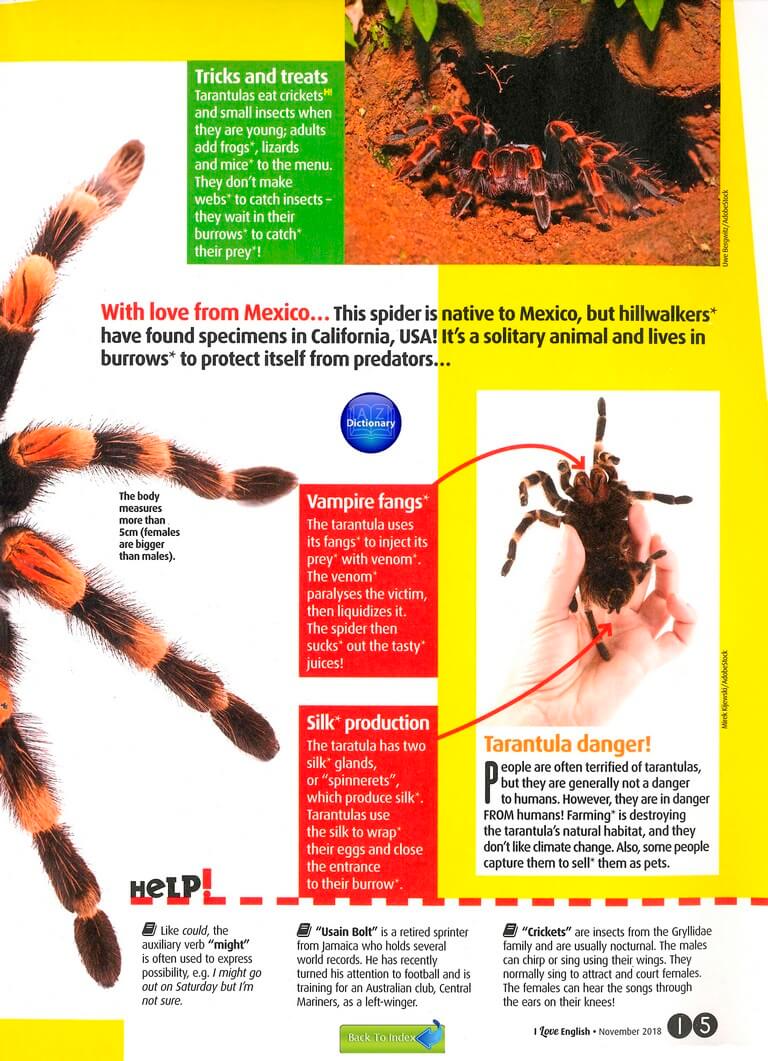 Tricks and treats
Tarantulas eat crickets H!
and small insects when
they are young; adults
add frogs*, lizards
and mice* to the menu.
They don't make
webs* to catch insects –
they wait in their
burrows* to catch*
their prey*!
Uwe Bergwitz/AdobeStock
With love from Mexico... This spider is native to Mexico, but hillwalkers*
have found specimens in California, USA! It's a solitary animal and lives in
burrows* to protect itself from predators...
A Z
Dictionary
The body
measures
more than
5cm (females
are bigger
than males).
Vampire fangs*
The tarantula uses
its fangs* to inject its
prey* with venom*.
The venom*
paralyses the victim,
then liquidizes it.
The spider then
sucks* out the tasty*
juices!
Silk* production
The taratula has two
silk* glands,
or "spinnerets",
which produce silk*.
Tarantulas use
the silk to wrap*
their eggs and close
the entrance
to their burrow*.
Mirek Kijewski/AdobeStock
Tarantula danger!
People are often terrified of tarantulas,
but they are generally not a danger
to humans. However, they are in danger
FROM humans! Farming* is destroying
the tarantula's natural habitat, and they
don't like climate change. Also, some people
capture them to sell* them as pets.
HELP!
Like could, the
auxiliary verb "might"
is often used to express
possibility, e.g. I might go
out on Saturday but I'm
not sure.
"Usain Bolt" is a retired sprinter
from Jamaica who holds several
world records. He has recently
turned his attention to football and is
training for an Australian club, Central
Mariners, as a left-winger.
"Crickets" are insects from the Gryllidae
family and are usually nocturnal. The males
can chirp or sing using their wings. They
normally sing to attract and court females.
The females can hear the songs through
the ears on their knees!
Back To Index
I Love English • November 2018 15